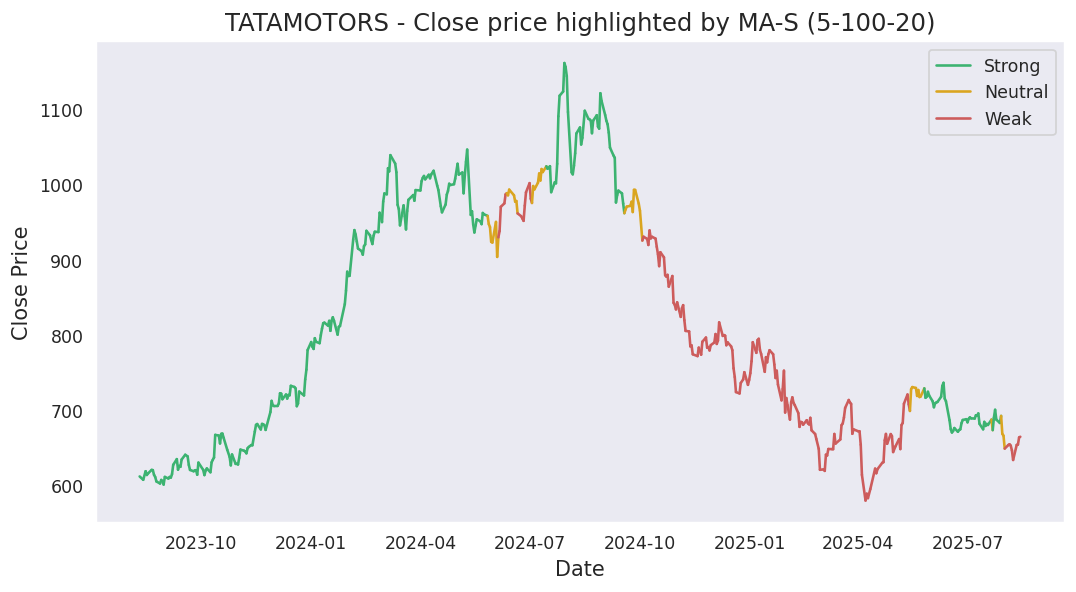 TATAMOTORS - Close price highlighted by MA-S (5-100-20)
Strong
Neutral
Weak
Close Price
1100
1000
900
800
700
600
2023-10 2024-01 2024-04 2024-07 2024-10 2025-01 2025-04 2025-07
Date